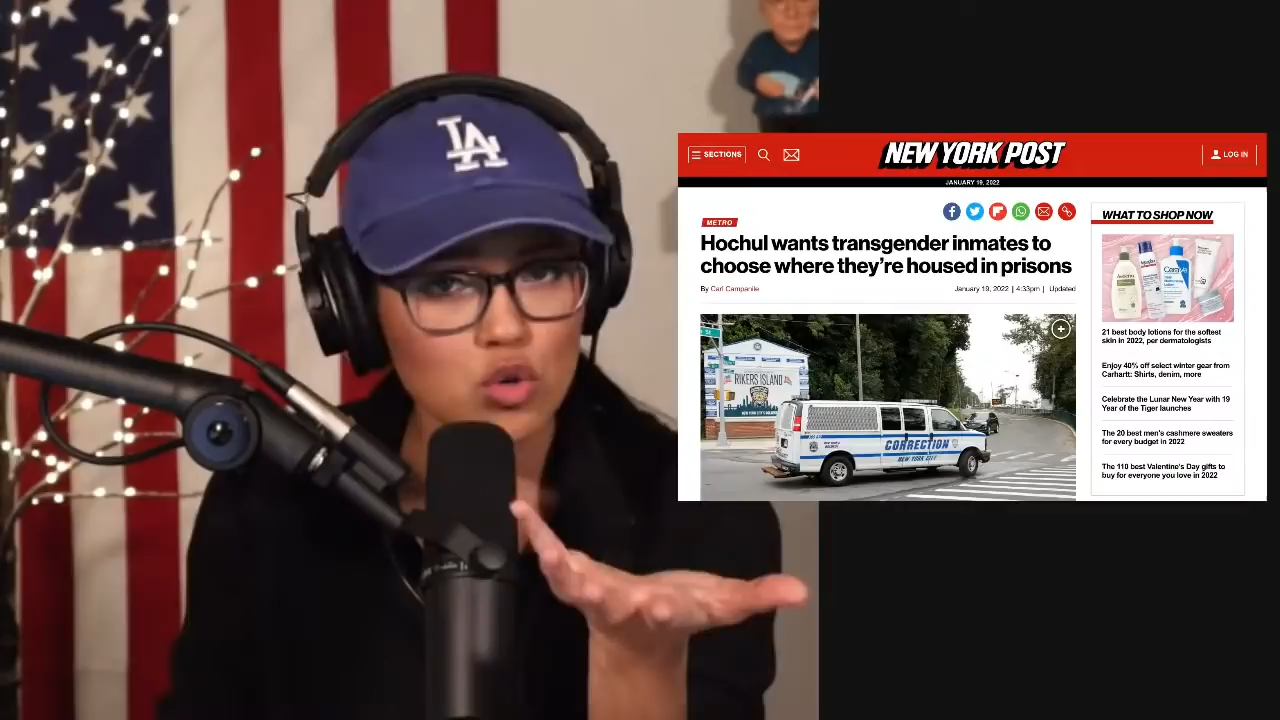 LA
SECTIONS
NEW YORK POST
LOG IN
JANUARY 19, 2022
METRO
Hochul wants transgender inmates to
choose where they're housed in prisons
By Carl Campanile
January 19, 2022 | 4:33pm | Updated
RIKERS ISLAND
CORRECTION
NEW YORK CITY
WHAT TO SHOP NOW
21 best body lotions for the softest
skin in 2022, per dermatologists
Enjoy 40% off select winter gear from
Carhartt: Shirts, denim, more
Celebrate the Lunar New Year with 19
Year of the Tiger launches
The 20 best men's cashmere sweaters
for every budget in 2022
The 110 best Valentine's Day gifts to
buy for everyone you love in 2022